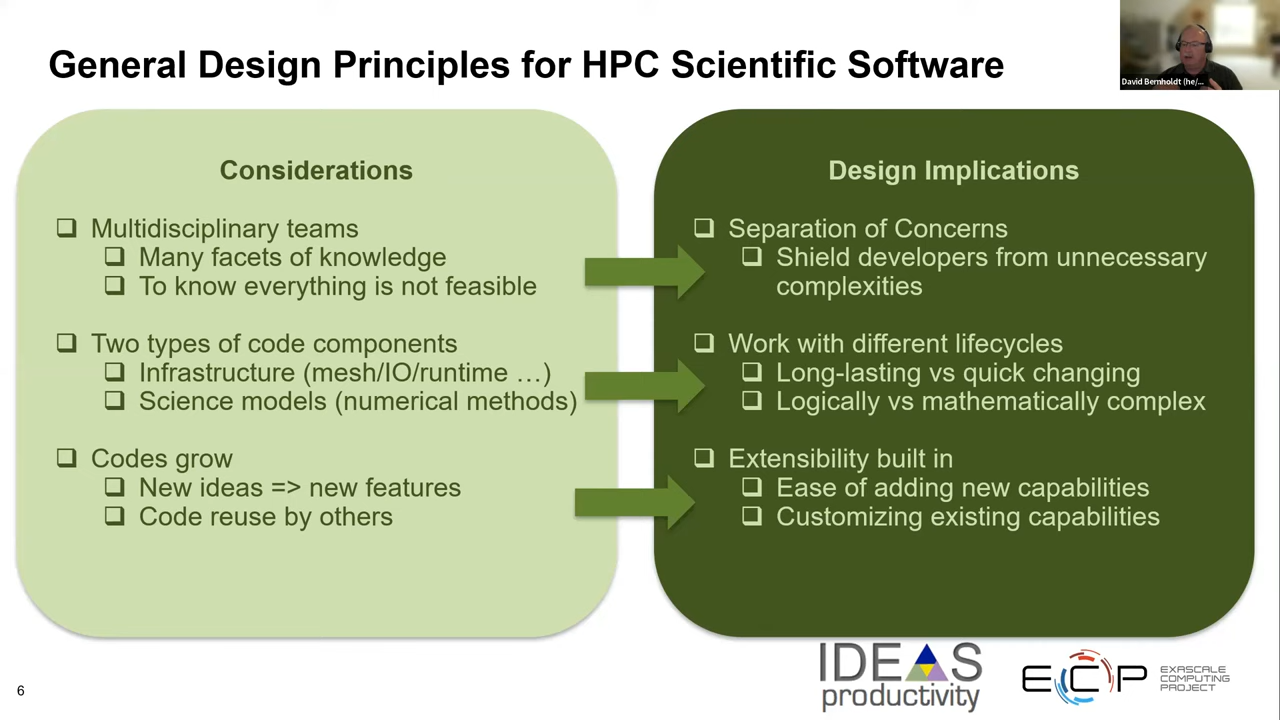 General Design Principles for HPC Scientific Software
David Bernholdt (he/...
Considerations
❑ Multidisciplinary teams
❑ Many facets of knowledge
❑ To know everything is not feasible
❑ Two types of code components
❑ Infrastructure (mesh/IO/runtime …)
❑ Science models (numerical methods)
❑ Codes grow
❑ New ideas => new features
❑ Code reuse by others
Design Implications
❑ Separation of Concerns
❑ Shield developers from unnecessary
complexities
❑ Work with different lifecycles
❑ Long-lasting vs quick changing
❑ Logically vs mathematically complex
❑ Extensibility built in
❑ Ease of adding new capabilities
❑ Customizing existing capabilities
6
IDEAS
productivity
ECP
EXASCALE
COMPUTING
PROJECT